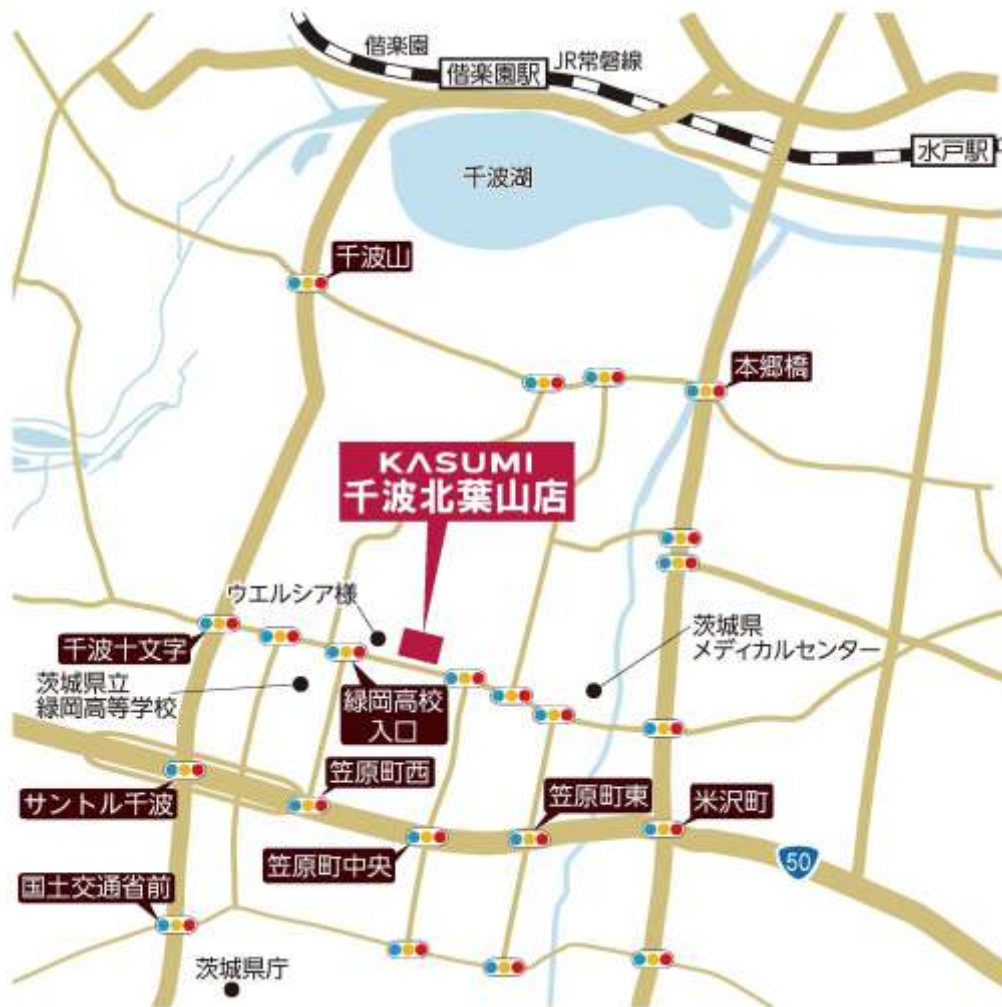 偕楽園
JR常磐線
偕楽園駅
水戸駅
千波湖
千波山
本郷橋
KASUMI
千波北葉山店
ウエルシア様
千波十文字
茨城県
メディカルセンター
茨城県立
緑岡高等学校
緑岡高校
入口
笠原町西
サントル千波
笠原町東
米沢町
笠原町中央
50
国土交通省前
茨城県庁